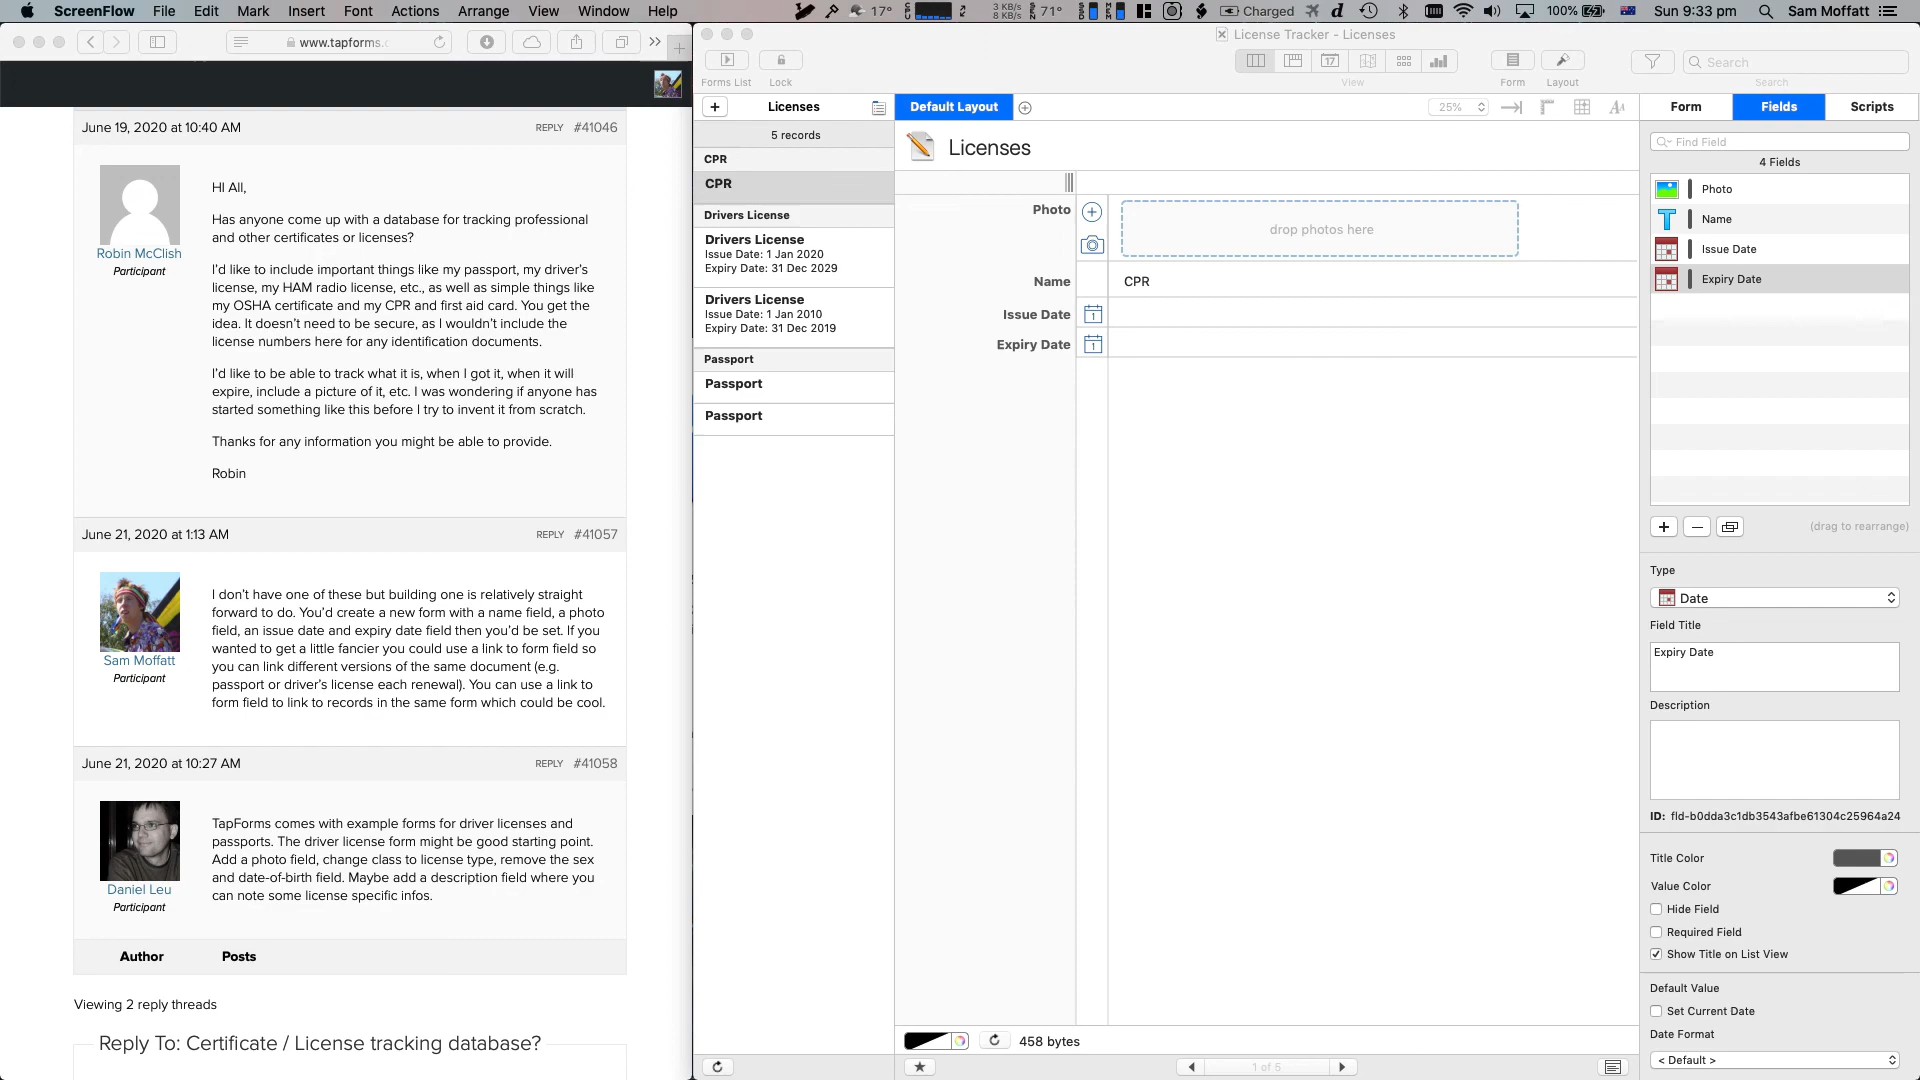 ScreenFlow File Edit Mark Insert Font Actions Arrange View Window Help
17° 3 KB/s 8 KB/s 71° Charged 100% Sun 9:33 pm Sam Moffatt
www.tapforms.
License Tracker - Licenses
Forms List Lock View Form Layout Search
Search
17
June 19, 2020 at 10:40 AM REPLY #41046
Robin McClish
Participant
HI All,
Has anyone come up with a database for tracking professional
and other certificates or licenses?
I'd like to include important things like my passport, my driver's
license, my HAM radio license, etc., as well as simple things like
my OSHA certificate and my CPR and first aid card. You get the
idea. It doesn't need to be secure, as I wouldn't include the
license numbers here for any identification documents.
I'd like to be able to track what it is, when I got it, when it will
expire, include a picture of it, etc. I was wondering if anyone has
started something like this before I try to invent it from scratch.
Thanks for any information you might be able to provide.
Robin
June 21, 2020 at 1:13 AM REPLY #41057
Sam Moffatt
Participant
I don't have one of these but building one is relatively straight
forward to do. You'd create a new form with a name field, a photo
field, an issue date and expiry date field then you'd be set. If you
wanted to get a little fancier you could use a link to form field so
you can link different versions of the same document (e.g.
passport or driver's license each renewal). You can use a link to
form field to link to records in the same form which could be cool.
June 21, 2020 at 10:27 AM REPLY #41058
Daniel Leu
Participant
TapForms comes with example forms for driver licenses and
passports. The driver license form might be good starting point.
Add a photo field, change class to license type, remove the sex
and date-of-birth field. Maybe add a description field where you
can note some license specific infos.
Author Posts
Viewing 2 reply threads
Reply To: Certificate / License tracking database?
Licenses
5 records
CPR
CPR
Drivers License
Drivers License
Issue Date: 1 Jan 2020
Expiry Date: 31 Dec 2029
Drivers License
Issue Date: 1 Jan 2010
Expiry Date: 31 Dec 2019
Passport
Passport
Passport
Default Layout 25%
Licenses
Photo drop photos here
Name CPR
Issue Date 1
Expiry Date 1
458 bytes
1 of 5
Form Fields Scripts
Find Field
4 Fields
Photo
Name
Issue Date
Expiry Date
(drag to rearrange)
Type
Date
Field Title
Expiry Date
Description
ID: fld-b0dda3c1db3543afbe61304c25964a24
Title Color
Value Color
Hide Field
Required Field
Show Title on List View
Default Value
Set Current Date
Date Format
< Default >